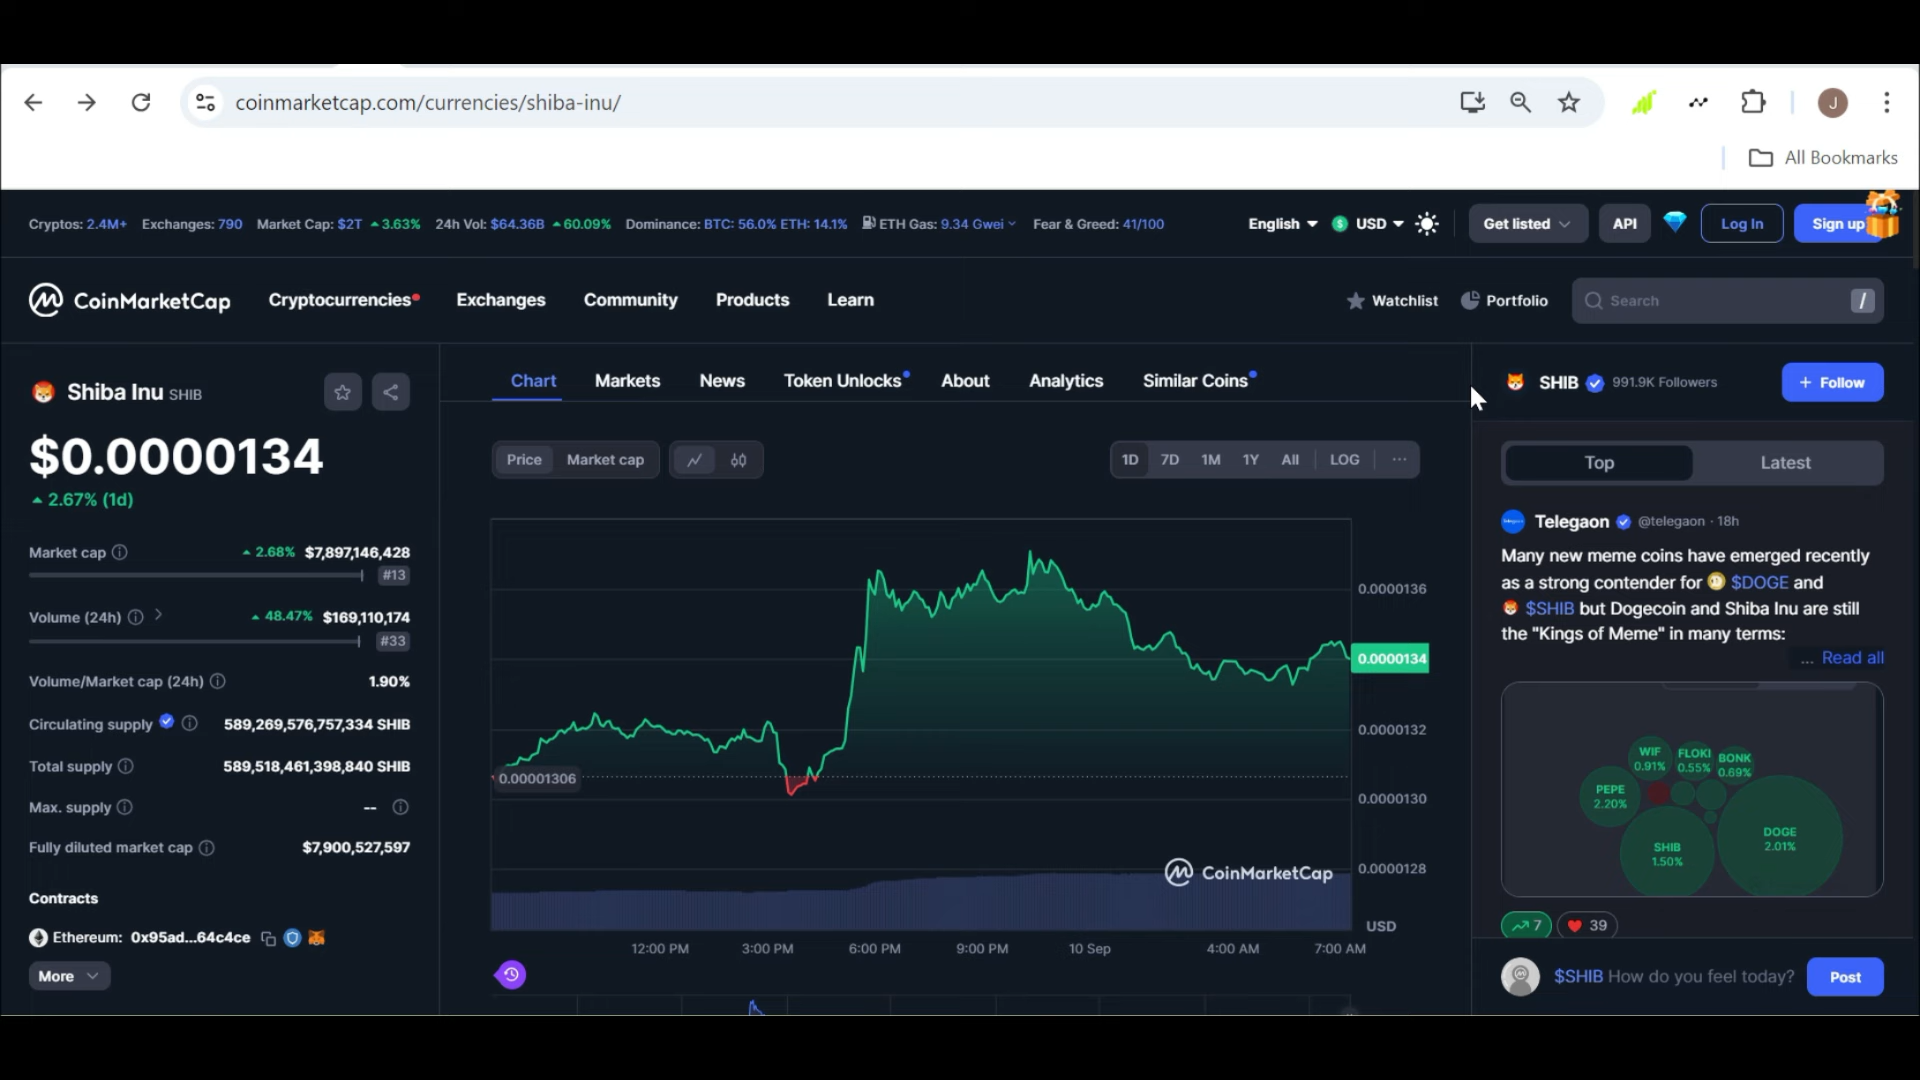 coinmarketcap.com/currencies/shiba-inu/
J
All Bookmarks
Cryptos: 2.4M+ Exchanges: 790 Market Cap: $2T 3.63% 24h Vol: $64.36B 60.09% Dominance: BTC: 56.0% ETH: 14.1% ETH Gas: 9.34 Gwei Fear & Greed: 41/100 English USD Get listed API Log In Sign up
CoinMarketCap Cryptocurrencies Exchanges Community Products Learn Watchlist Portfolio Search /
Shiba Inu SHIB
$0.0000134
2.67% (1d)
Market cap 2.68% $7,897,146,428
#13
Volume (24h) 48.47% $169,110,174
#33
Volume/Market cap (24h) 1.90%
Circulating supply 589,269,576,757,334 SHIB
Total supply 589,518,461,398,840 SHIB
Max. supply --
Fully diluted market cap $7,900,527,597
Contracts
Ethereum: 0x95ad...64c4ce
More
Chart Markets News Token Unlocks About Analytics Similar Coins
Price Market cap 1D 7D 1M 1Y All LOG ...
0.0000136
0.0000134
0.0000132
0.00001306
0.0000130
0.0000128
CoinMarketCap
USD
12:00 PM 3:00 PM 6:00 PM 9:00 PM 10 Sep 4:00 AM 7:00 AM
SHIB 991.9K Followers + Follow
Top Latest
Telegaon @telegaon · 18h
Many new meme coins have emerged recently
as a strong contender for $DOGE and
$SHIB but Dogecoin and Shiba Inu are still
the "Kings of Meme" in many terms:
... Read all
WIF
0.91%
FLOKI
0.55%
BONK
0.69%
PEPE
2.20%
DOGE
2.01%
SHIB
1.50%
7 39
$SHIB How do you feel today? Post